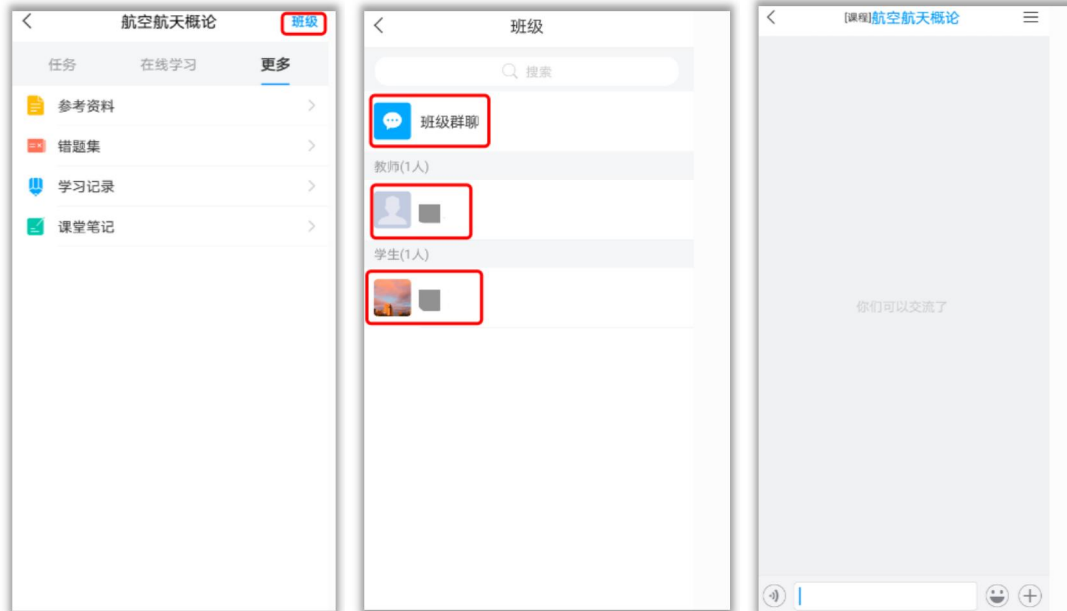 航空航天概论
班级
任务
在线学习
更多
参考资料
错题集
学习记录
课堂笔记
班级
搜索
班级群聊
教师(1人)
学生(1人)
[课程]航空航天概论
你们可以交流了